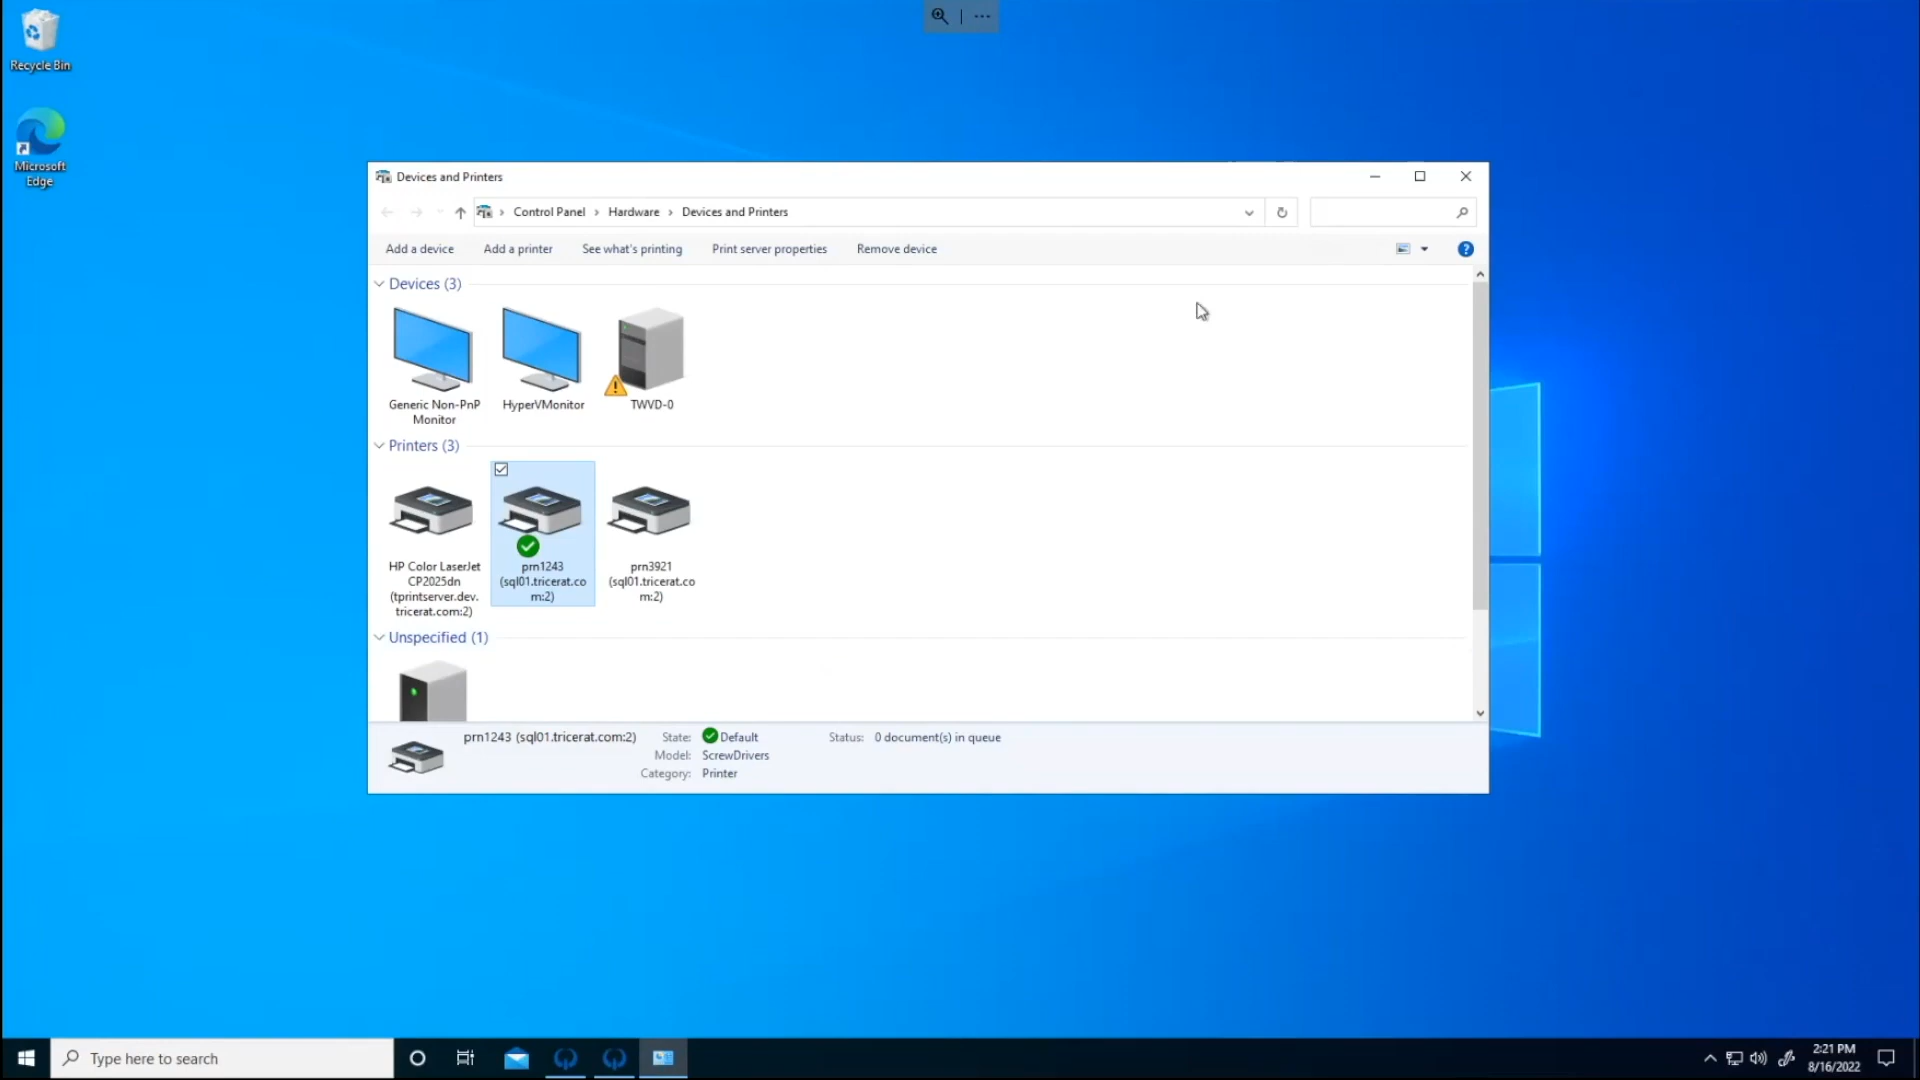 Recycle Bin
Microsoft
Edge
Devices and Printers
Control Panel
Hardware
Devices and Printers
Add a device
Add a printer
See what's printing
Print server properties
Remove device
Devices (3)
Generic Non-PnP
Monitor
HyperVMonitor
TWVD-0
Printers (3)
HP Color LaserJet
CP2025dn
(tprintserver.dev.
tricerat.com:2)
prn1243
(sql01.tricerat.co
m:2)
prn3921
(sql01.tricerat.co
m:2)
Unspecified (1)
prn1243 (sql01.tricerat.com:2)
State: Default
Status: 0 document(s) in queue
Model: ScrewDrivers
Category: Printer
Type here to search
2:21 PM
8/16/2022